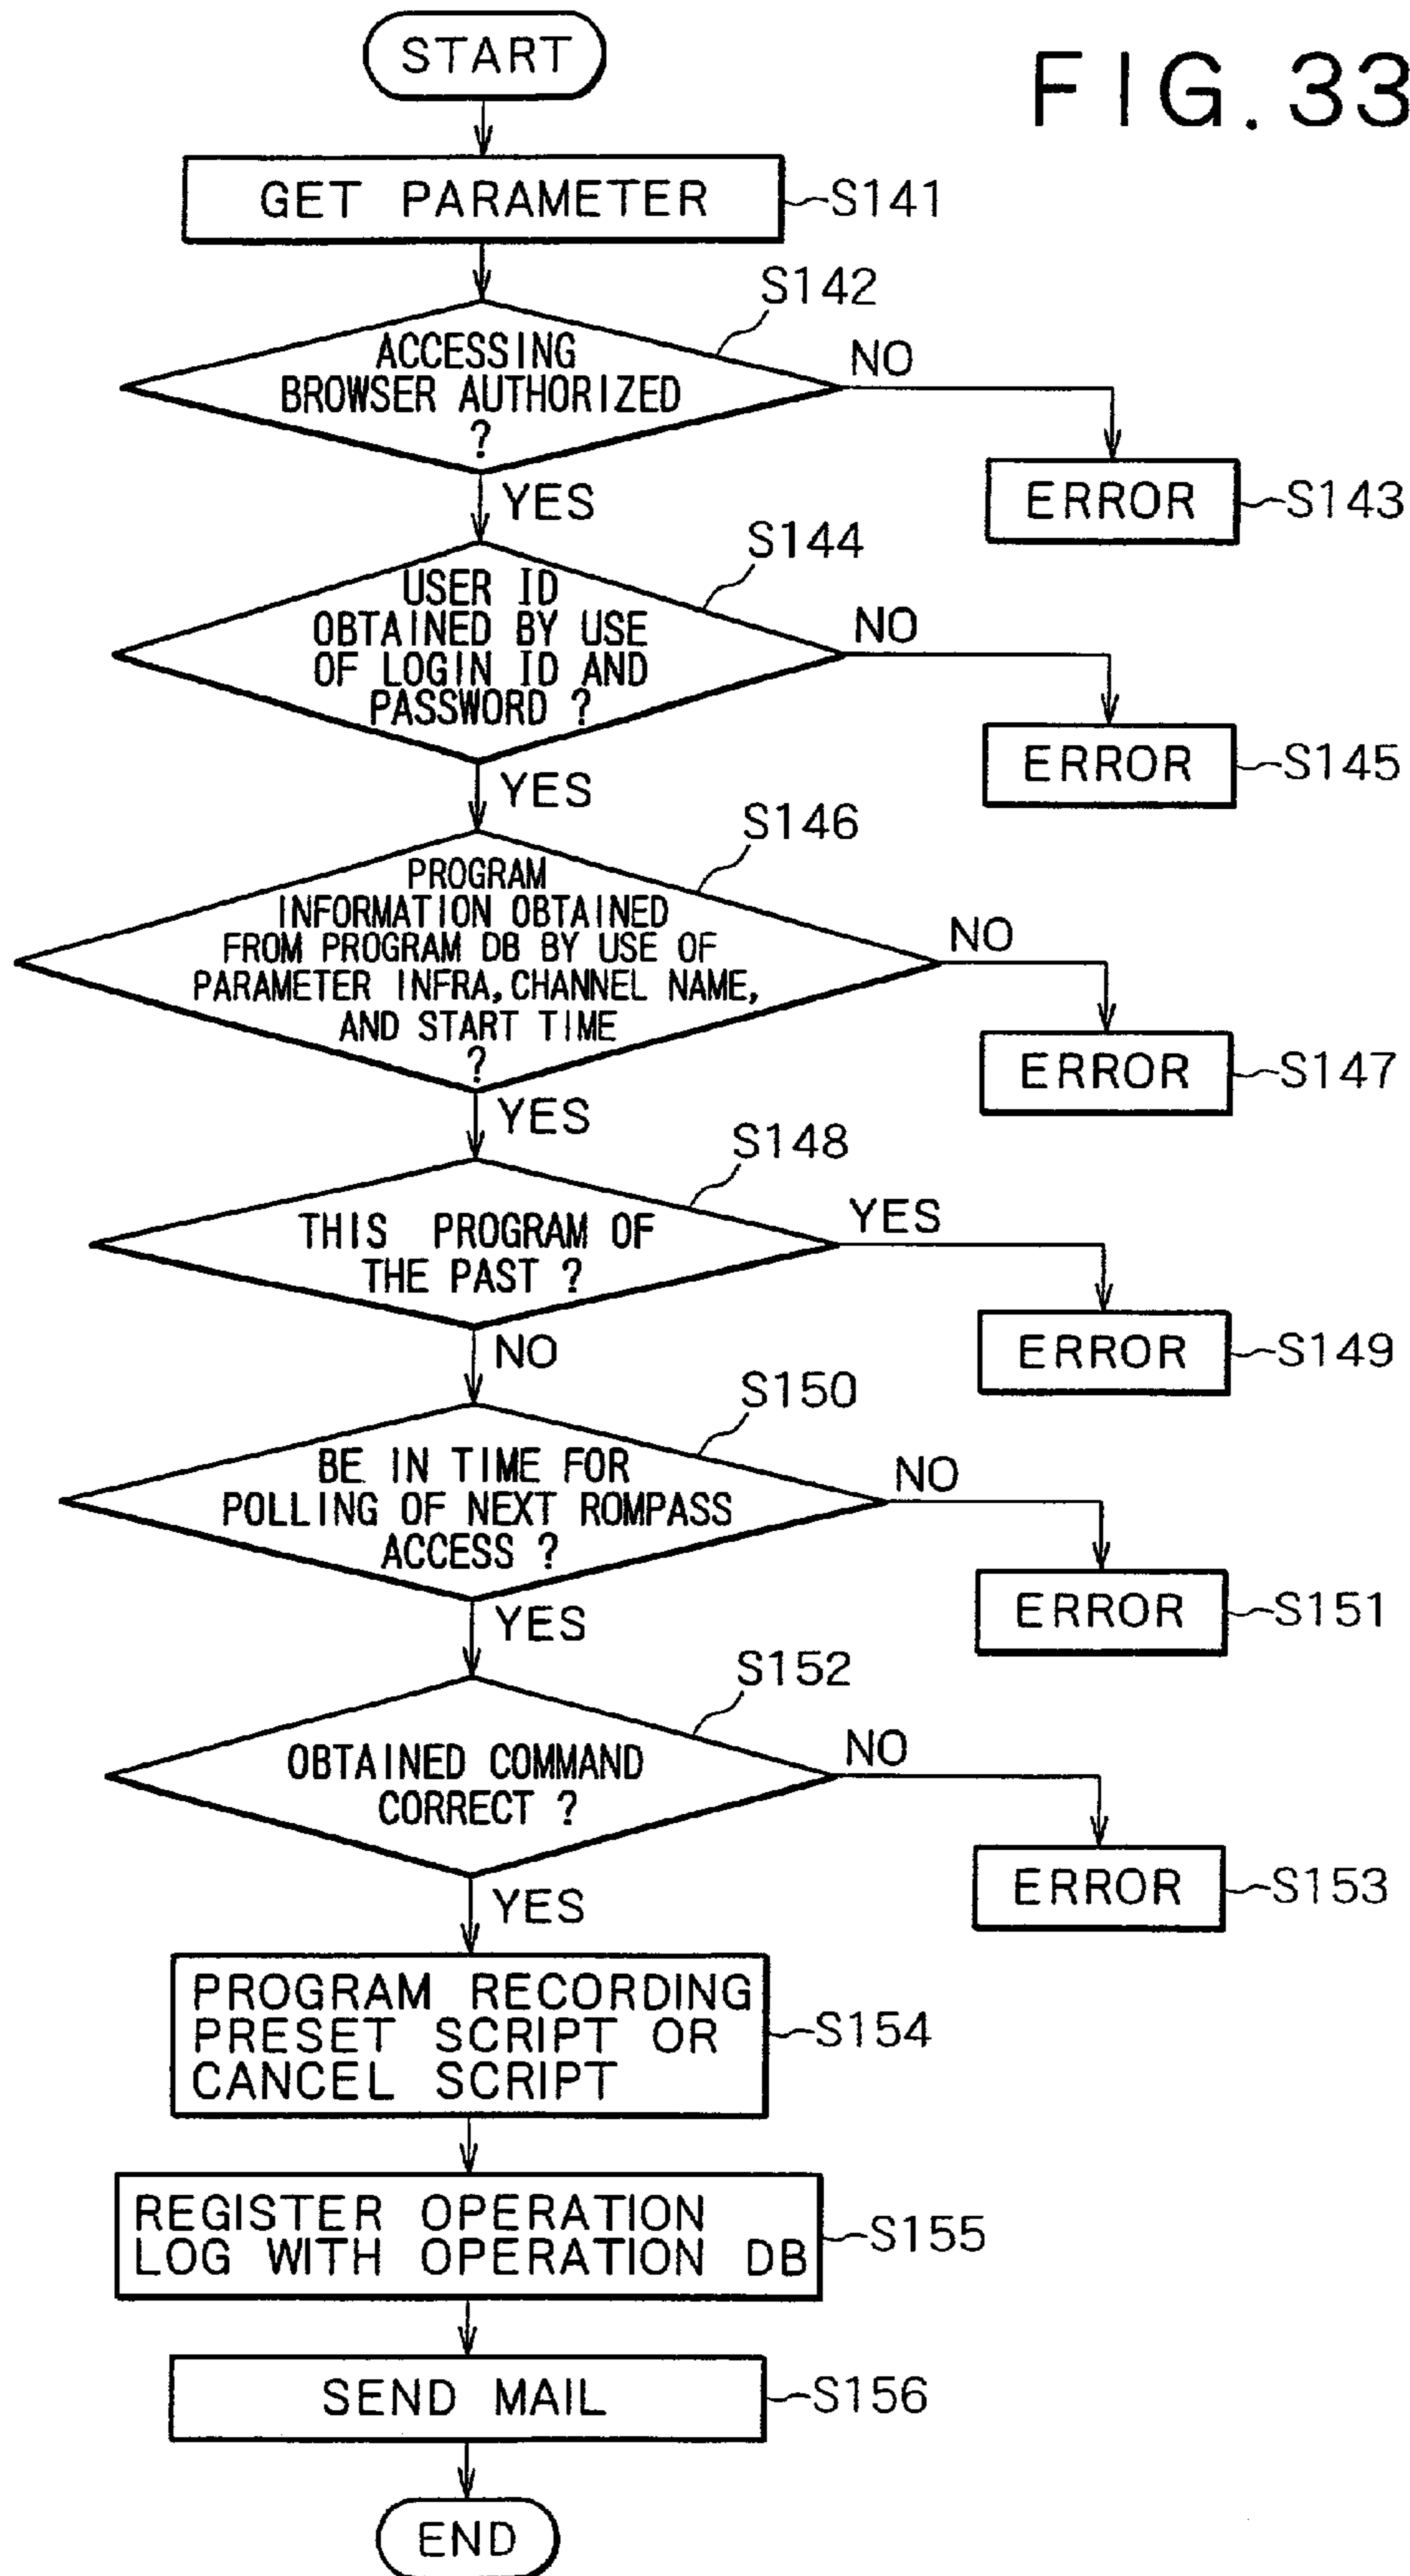 START
FIG. 33
GET PARAMETER
S141
S142
ACCESSING
BROWSER AUTHORIZED
?
NO
ERROR
S143
YES
S144
USER ID
OBTAINED BY USE
OF LOGIN ID AND
PASSWORD ?
NO
ERROR
S145
YES
S146
PROGRAM
INFORMATION OBTAINED
FROM PROGRAM DB BY USE OF
PARAMETER INFRA, CHANNEL NAME,
AND START TIME
?
NO
ERROR
S147
YES
S148
THIS PROGRAM OF
THE PAST ?
YES
ERROR
S149
NO
S150
BE IN TIME FOR
POLLING OF NEXT ROMPASS
ACCESS ?
NO
ERROR
S151
YES
S152
OBTAINED COMMAND
CORRECT ?
NO
ERROR
S153
YES
PROGRAM RECORDING
PRESET SCRIPT OR
CANCEL SCRIPT
S154
REGISTER OPERATION
LOG WITH OPERATION DB
S155
SEND MAIL
S156
END